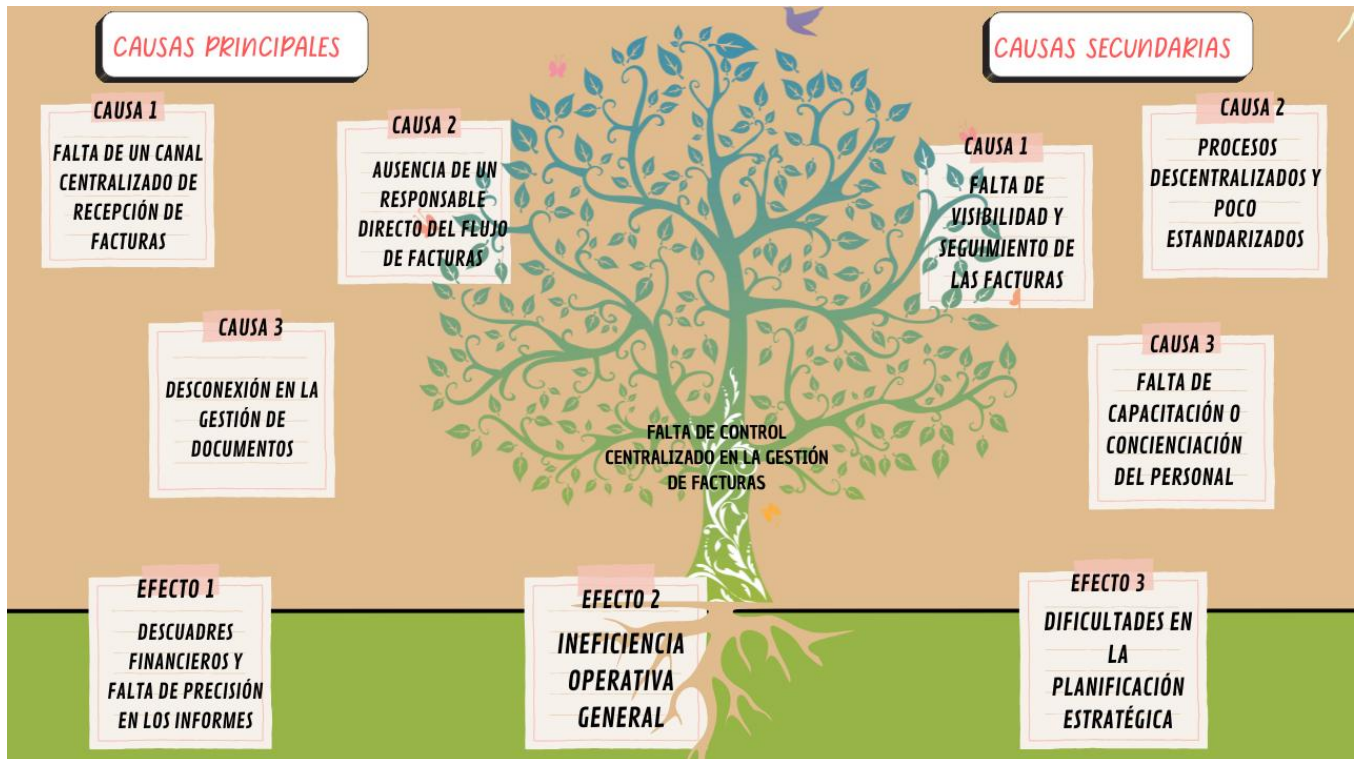 CAUSAS PRINCIPALES
CAUSA 1
FALTA DE UN CANAL
CENTRALIZADO DE
RECEPCIÓN DE
FACTURAS
CAUSA 2
AUSENCIA DE UN
RESPONSABLE
DIRECTO DEL FLUJO
DE FACTURAS
CAUSA 3
DESCONEXIÓN EN LA
GESTIÓN DE
DOCUMENTOS
CAUSAS SECUNDARIAS
CAUSA 1
FALTA DE
VISIBILIDAD Y
SEGUIMIENTO DE
LAS FACTURAS
CAUSA 2
PROCESOS
DESCENTRALIZADOS Y
POCO
ESTANDARIZADOS
CAUSA 3
FALTA DE
CAPACITACIÓN O
CONCIENCIACIÓN
DEL PERSONAL
FALTA DE CONTROL
CENTRALIZADO EN LA GESTIÓN
DE FACTURAS
EFECTO 1
DESCUADRES
FINANCIEROS Y
FALTA DE PRECISIÓN
EN LOS INFORMES
EFECTO 2
INEFICIENCIA
OPERATIVA
GENERAL
EFECTO 3
DIFICULTADES EN
LA
PLANIFICACIÓN
ESTRATÉGICA